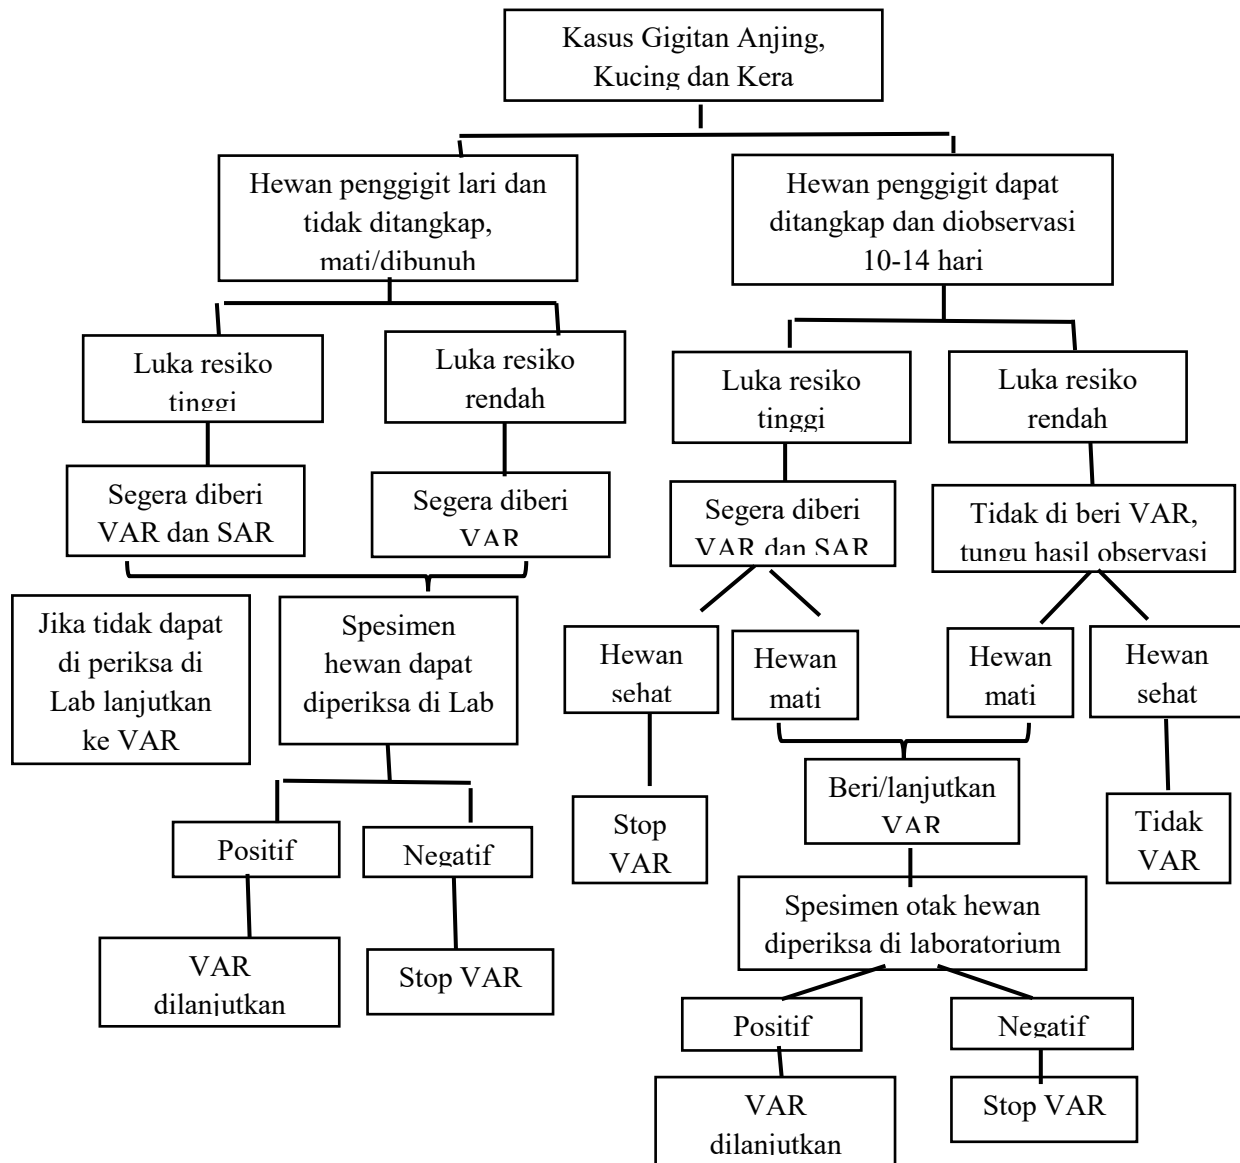 Kasus Gigitan Anjing,
Kucing dan Kera
Hewan penggigit lari dan
tidak ditangkap,
mati/dibunuh
Hewan penggigit dapat
ditangkap dan diobservasi
10-14 hari
Luka resiko
tinggi
Luka resiko
rendah
Luka resiko
tinggi
Luka resiko
rendah
Segera diberi
VAR dan SAR
Segera diberi
VAR
Segera diberi
VAR dan SAR
Tidak di beri VAR,
tungu hasil observasi
Jika tidak dapat
di periksa di
Lab lanjutkan
ke VAR
Spesimen
hewan dapat
diperiksa di Lab
Hewan
sehat
Hewan
mati
Hewan
mati
Hewan
sehat
Stop
VAR
Beri/lanjutkan
VAR
Tidak
VAR
Positif
Negatif
Spesimen otak hewan
diperiksa di laboratorium
VAR
dilanjutkan
Stop VAR
Positif
Negatif
VAR
dilanjutkan
Stop VAR